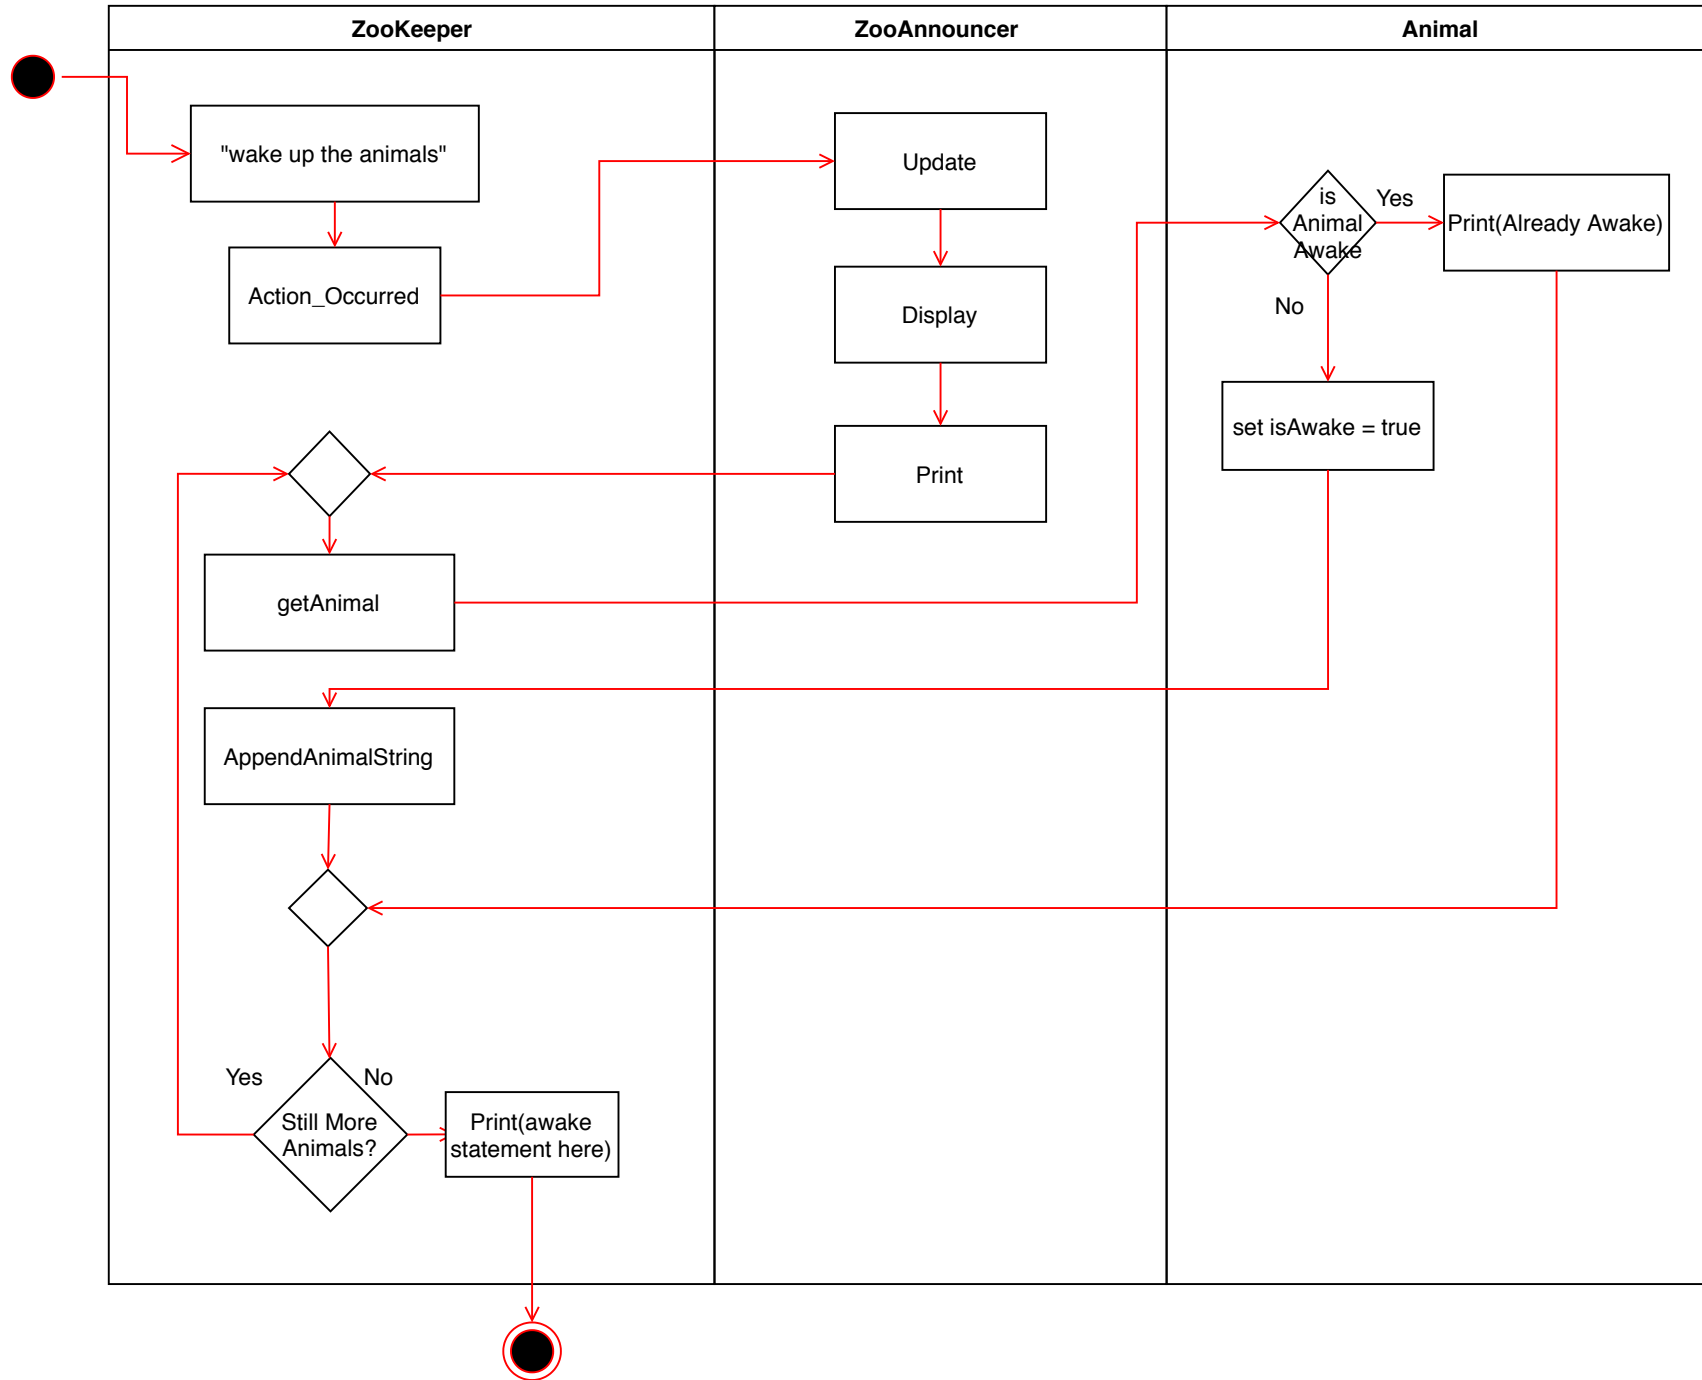 ZooKeeper
ZooAnnouncer
Animal
"wake up the animals"
Action_Occurred
Update
Display
Print
is
Animal
Awake
Yes
Print(Already Awake)
No
set isAwake = true
getAnimal
AppendAnimalString
Yes
No
Still More
Animals?
Print(awake
statement here)